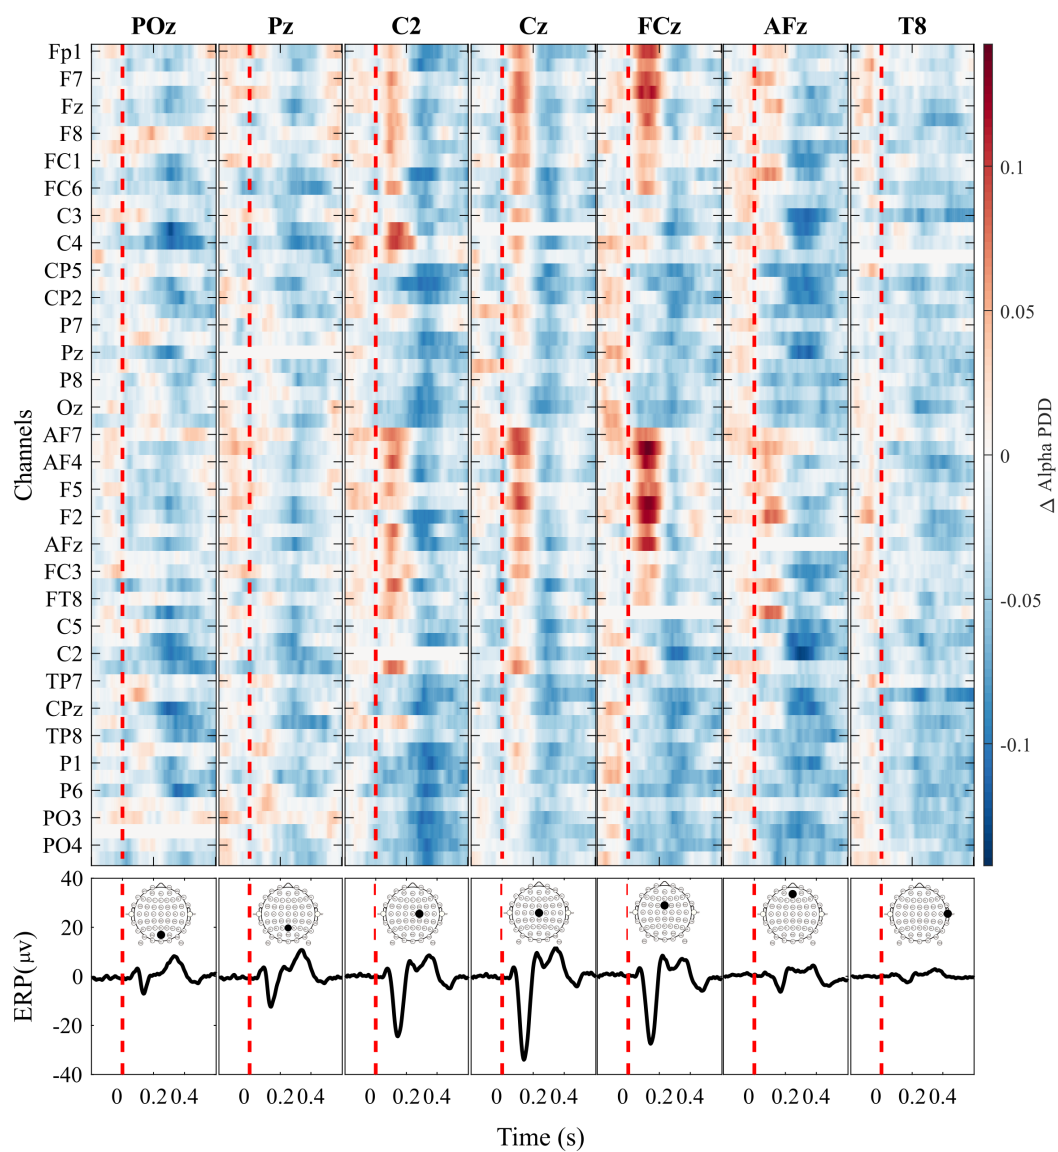 POz Pz C2 Cz FCz AFz T8
Fp1
F7
Fz
F8
FC1
FC6
C3
C4
CP5
CP2
P7
Pz
P8
Oz
AF7
AF4
F5
F2
AFz
FC3
FT8
C5
C2
TP7
CPz
TP8
P1
P6
PO3
PO4
Channels
0.1
0.05
0
-0.05
-0.1
Δ Alpha PDD
40
20
0
-20
-40
ERP(μv)
0 0.2 0.4 0 0.2 0.4 0 0.2 0.4 0 0.2 0.4 0 0.2 0.4 0 0.2 0.4 0 0.2 0.4
Time (s)